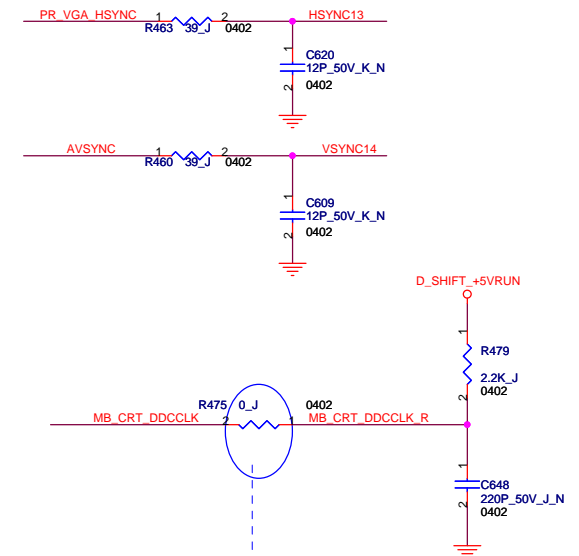 PR_VGA_HSYNC 1 2 HSYNC13
R463 39_J 0402
1 C620
12P_50V_K_N
2 0402
AVSYNC 1 2 VSYNC14
R460 39_J 0402
1 C609
12P_50V_K_N
2 0402
D_SHIFT_+5VRUN
1
R479
2.2K_J
2 0402
R475 0_J 0402
MB_CRT_DDCCLK 2 1 MB_CRT_DDCCLK_R
1
C648
220P_50V_J_N
2 0402